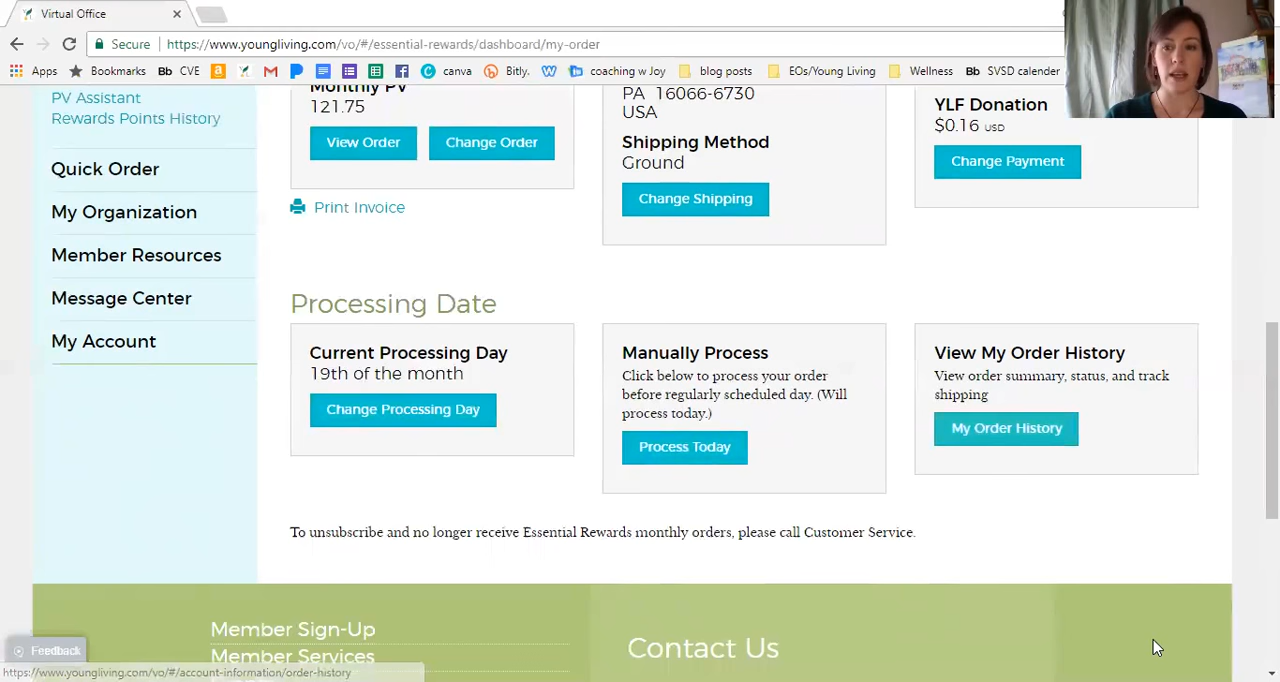 Virtual Office
Secure https://www.youngliving.com/vo/#/essential-rewards/dashboard/my-order
Apps Bookmarks Bb CVE a M P canva Bitly. coaching w Joy blog posts EOs/Young Living Wellness Bb SVSD calender
PV Assistant
Rewards Points History
Quick Order
My Organization
Member Resources
Message Center
My Account
Monthly PV
121.75
View Order Change Order
Print Invoice
PA 16066-6730
USA
Shipping Method
Ground
Change Shipping
YLF Donation
$0.16 USD
Change Payment
Processing Date
Current Processing Day
19th of the month
Change Processing Day
Manually Process
Click below to process your order
before regularly scheduled day. (Will
process today.)
Process Today
View My Order History
View order summary, status, and track
shipping
My Order History
To unsubscribe and no longer receive Essential Rewards monthly orders, please call Customer Service.
Member Sign-Up
Member Services
Contact Us
Feedback
https://www.youngliving.com/vo/#/account-information/order-history